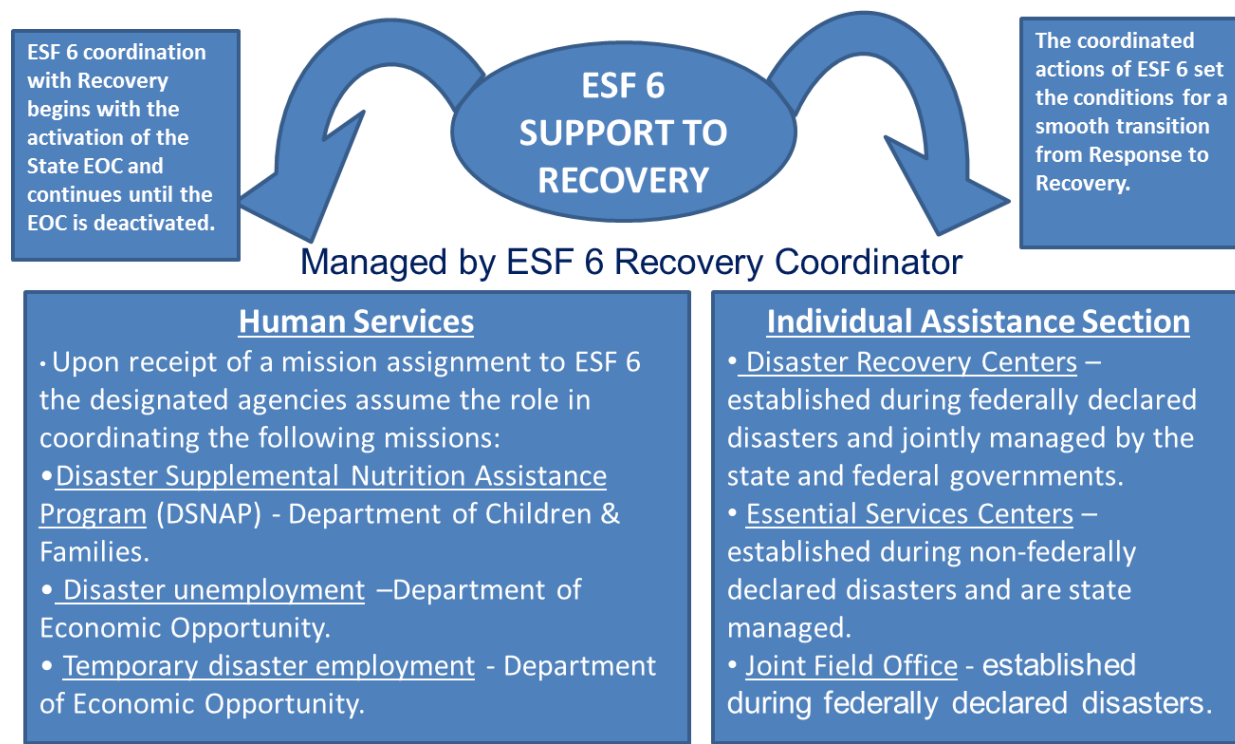 ESF 6 coordination
with Recovery
begins with the
activation of the
State EOC and
continues until the
EOC is deactivated.
ESF 6
SUPPORT TO
RECOVERY
The coordinated
actions of ESF 6 set
the conditions for a
smooth transition
from Response to
Recovery.
Managed by ESF 6 Recovery Coordinator
Human Services
• Upon receipt of a mission assignment to ESF 6
the designated agencies assume the role in
coordinating the following missions:
•Disaster Supplemental Nutrition Assistance
Program (DSNAP) - Department of Children &
Families.
• Disaster unemployment –Department of
Economic Opportunity.
• Temporary disaster employment - Department
of Economic Opportunity.
Individual Assistance Section
• Disaster Recovery Centers –
established during federally declared
disasters and jointly managed by the
state and federal governments.
• Essential Services Centers –
established during non-federally
declared disasters and are state
managed.
• Joint Field Office - established
during federally declared disasters.